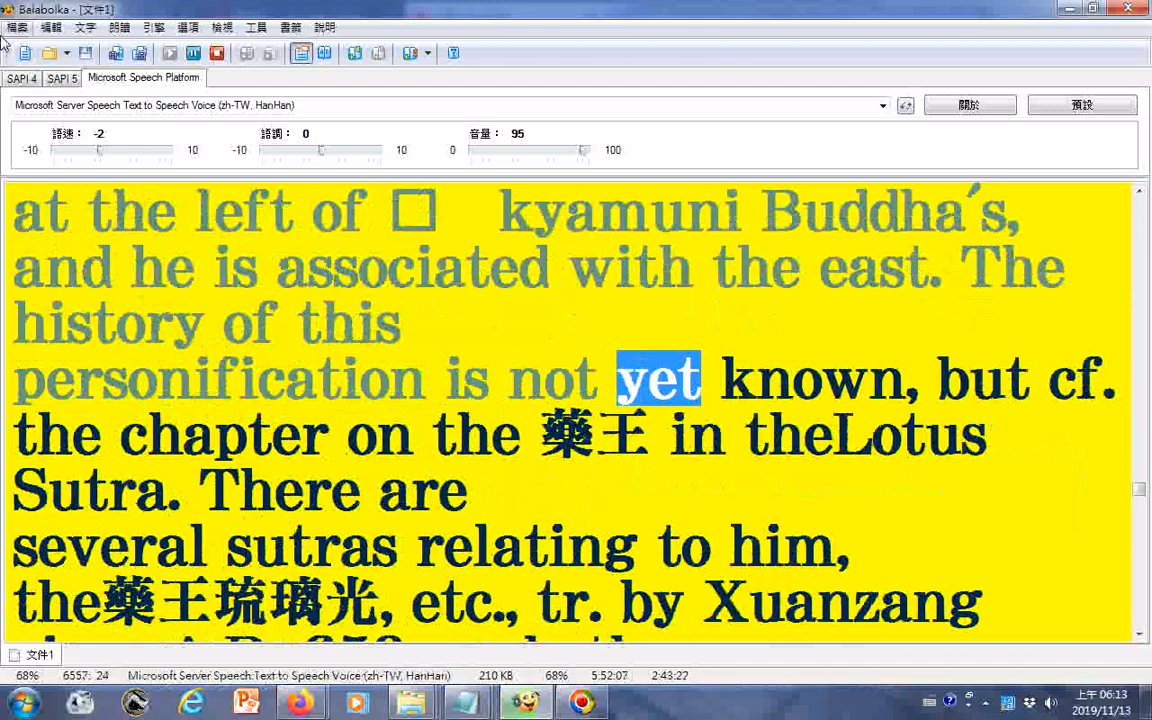 Balabolka - [文件1]
檔案 編輯 文字 朗讀 引擎 選項 檢視 工具 書籤 說明
SAPI 4 SAPI 5 Microsoft Speech Platform
Microsoft Server Speech Text to Speech Voice (zh-TW, HanHan) 關於 預設
語速： -2 語調： 0 音量： 95
-10 10 -10 10 0 100
at the left of □ kyamuni Buddha´s,
and he is associated with the east. The
history of this
personification is not yet known, but cf.
the chapter on the 藥王 in theLotus
Sutra. There are
several sutras relating to him,
the藥王琉璃光, etc., tr. by Xuanzang
文件1
68% 6557: 24 Microsoft Server Speech Text to Speech Voice (zh-TW, HanHan) 210 KB 68% 5:52:07 2:43:27
上午 06:13
2019/11/13